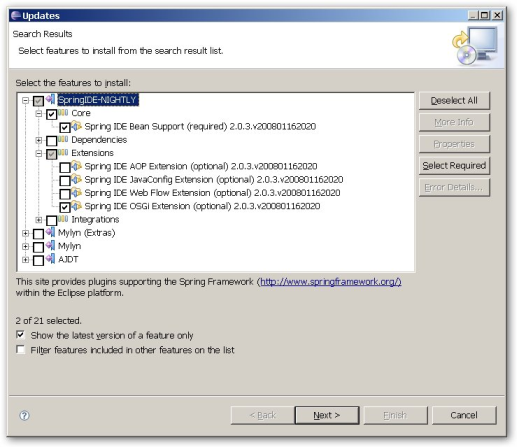 Updates
Search Results
Select features to install from the search result list.
Select the features to install:
SpringIDE-NIGHTLY
Core
Spring IDE Bean Support (required) 2.0.3.v200801162020
Dependencies
Extensions
Spring IDE AOP Extension (optional) 2.0.3.v200801162020
Spring IDE JavaConfig Extension (optional) 2.0.3.v200801162020
Spring IDE Web Flow Extension (optional) 2.0.3.v200801162020
Spring IDE OSGi Extension (optional) 2.0.3.v200801162020
Integrations
Mylyn (Extras)
Mylyn
AJDT
Deselect All
More Info
Properties
Select Required
Error Details...
This site provides plugins supporting the Spring Framework (http://www.springframework.org/)
within the Eclipse platform.
2 of 21 selected.
Show the latest version of a feature only
Filter features included in other features on the list
?
< Back
Next >
Finish
Cancel